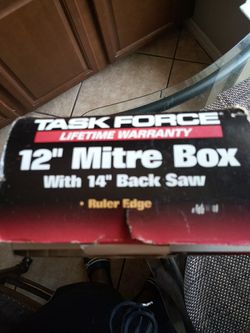 TASK FORCE
LIFETIME WARRANTY
12" Mitre Box
With 14" Back Saw
• Ruler Edge